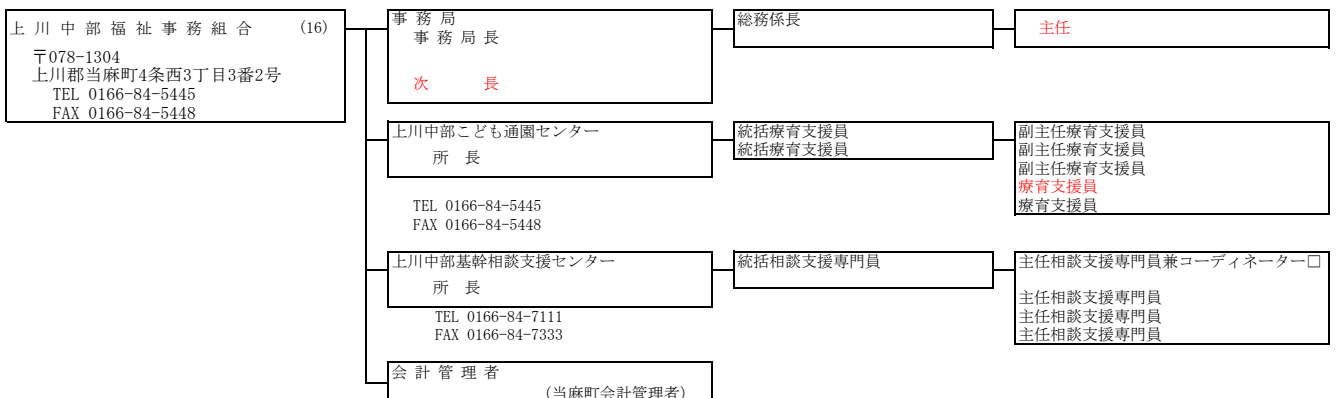 上川中部福祉事務組合 (16)
〒078-1304
上川郡当麻町4条西3丁目3番2号
TEL 0166-84-5445
FAX 0166-84-5448
事務局
事務局長
次 長
総務係長
主任
上川中部こども通園センター
所 長
TEL 0166-84-5445
FAX 0166-84-5448
統括療育支援員
統括療育支援員
副主任療育支援員
副主任療育支援員
副主任療育支援員
療育支援員
療育支援員
上川中部基幹相談支援センター
所 長
TEL 0166-84-7111
FAX 0166-84-7333
統括相談支援専門員
主任相談支援専門員兼コーディネーター□
主任相談支援専門員
主任相談支援専門員
主任相談支援専門員
会計管理者
(当麻町会計管理者)